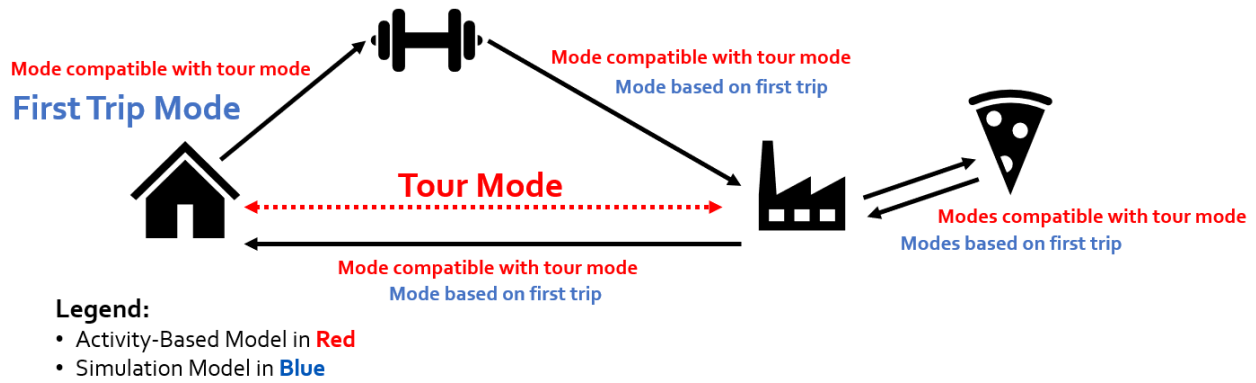 Mode compatible with tour mode
First Trip Mode
Mode compatible with tour mode
Mode based on first trip
Tour Mode
Modes compatible with tour mode
Modes based on first trip
Mode compatible with tour mode
Mode based on first trip
Legend:
• Activity-Based Model in Red
• Simulation Model in Blue